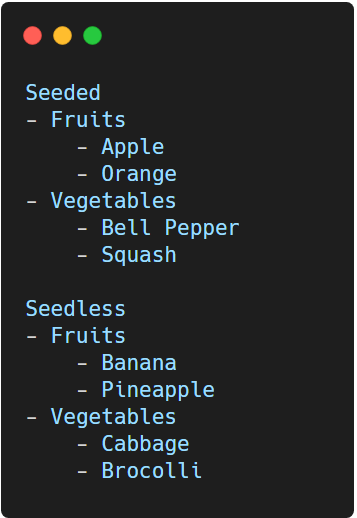 Seeded
- Fruits
- Apple
- Orange
- Vegetables
- Bell Pepper
- Squash
Seedless
- Fruits
- Banana
- Pineapple
- Vegetables
- Cabbage
- Brocolli